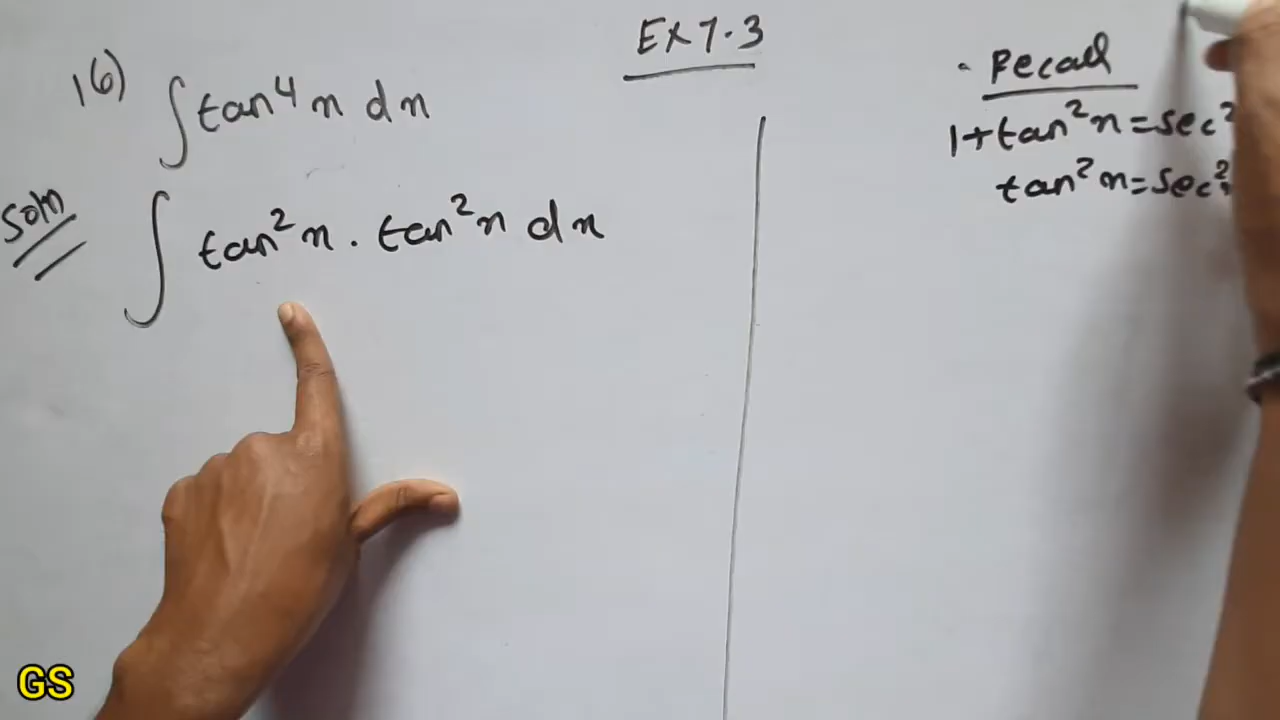 Ex 7.3
16) ∫tan⁴x dx
Soln
∫ tan²x . tan²x dx
. Recall
1+tan²x=sec²
tan²x=sec²
GS